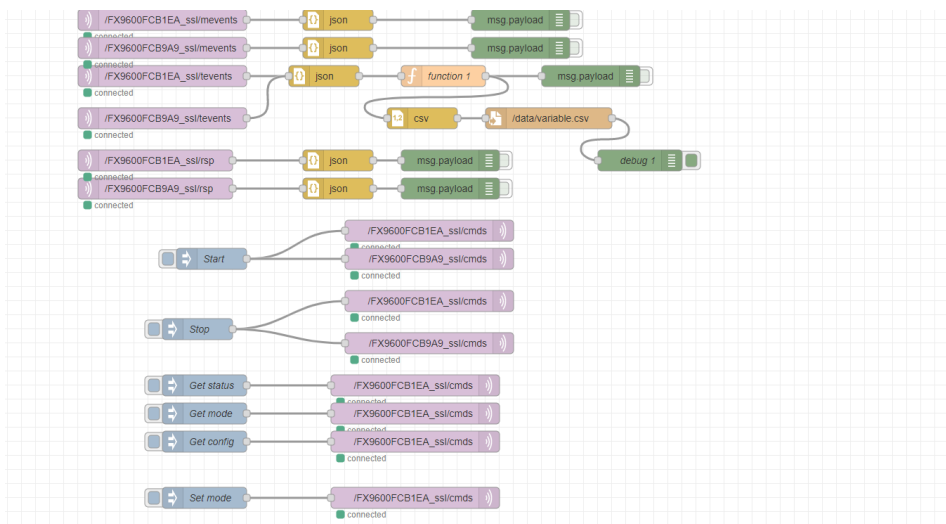 /FX9600FCB1EA_ssl/mevents json msg.payload
connected
/FX9600FCB9A9_ssl/mevents json msg.payload
connected
/FX9600FCB1EA_ssl/tevents json function 1 msg.payload
connected
/FX9600FCB9A9_ssl/tevents 1,2 csv /data/variable.csv
connected
debug 1
/FX9600FCB1EA_ssl/rsp json msg.payload
connected
/FX9600FCB9A9_ssl/rsp json msg.payload
connected
/FX9600FCB1EA_ssl/cmds
connected
Start /FX9600FCB9A9_ssl/cmds
connected
/FX9600FCB1EA_ssl/cmds
connected
Stop
/FX9600FCB9A9_ssl/cmds
connected
Get status /FX9600FCB1EA_ssl/cmds
connected
Get mode /FX9600FCB1EA_ssl/cmds
connected
Get config /FX9600FCB1EA_ssl/cmds
connected
Set mode /FX9600FCB1EA_ssl/cmds
connected